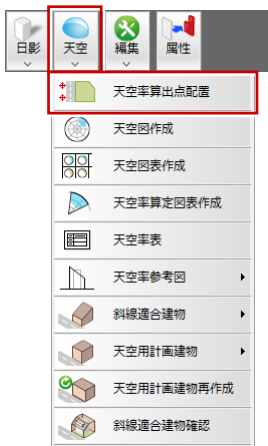 日影 天空 編集 属性
天空率算出点配置
天空図作成
天空図表作成
天空率算定図表作成
天空率表
天空率参考図
斜線適合建物
天空用計画建物
天空用計画建物再作成
斜線適合建物確認